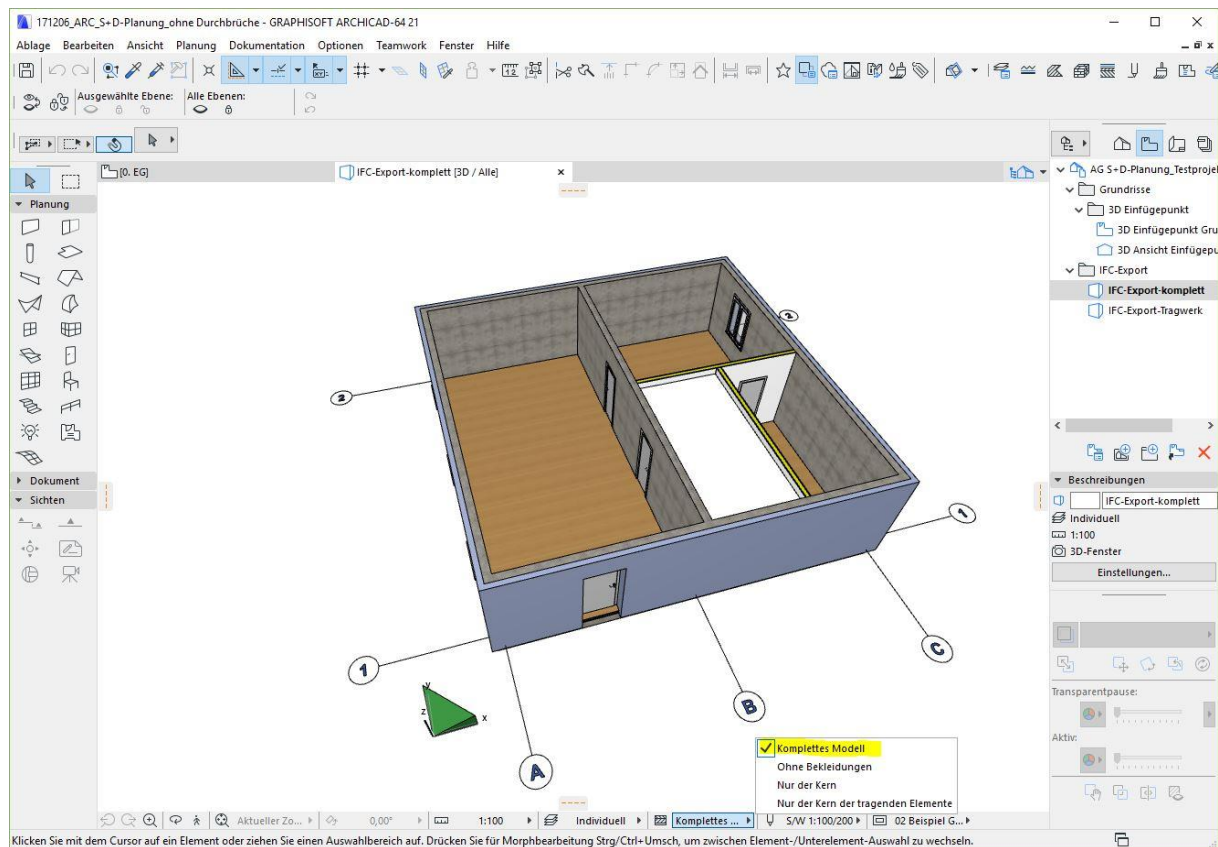 171206_ARC_S+D-Planung_ohne Durchbrüche - GRAPHISOFT ARCHICAD-64 21
Ablage Bearbeiten Ansicht Planung Dokumentation Optionen Teamwork Fenster Hilfe
Ausgewählte Ebene: Alle Ebenen:
[0. EG] IFC-Export-komplett [3D / Alle]
Planung
Dokument
Sichten
AG S+D-Planung_Testprojel
Grundrisse
3D Einfügepunkt
3D Einfügepunkt Gru
3D Ansicht Einfügepu
IFC-Export
IFC-Export-komplett
IFC-Export-Tragwerk
Beschreibungen
IFC-Export-komplett
Individuell
1:100
3D-Fenster
Einstellungen...
Transparentpause:
Aktiv:
2
2
1
1
A
B
C
y
z
x
Komplettes Modell
Ohne Bekleidungen
Nur der Kern
Nur der Kern der tragenden Elemente
Aktueller Zo... 0,00° 1:100 Individuell Komplettes ... S/W 1:100/200 02 Beispiel G...
Klicken Sie mit dem Cursor auf ein Element oder ziehen Sie einen Auswahlbereich auf. Drücken Sie für Morphbearbeitung Strg/Ctrl+Umsch, um zwischen Element-/Unterelement-Auswahl zu wechseln.